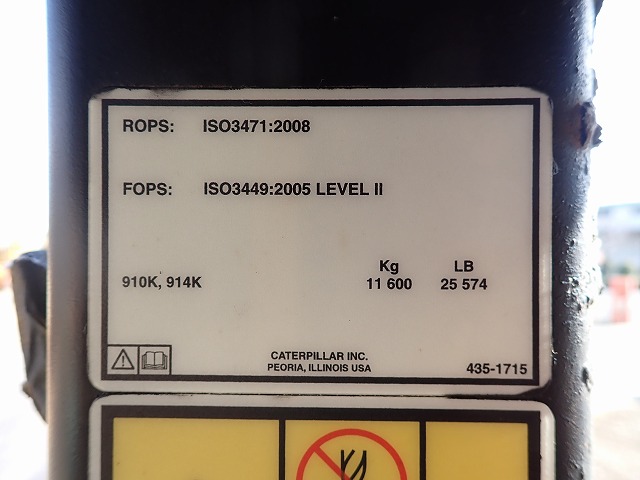 ROPS: ISO3471:2008
FOPS: ISO3449:2005 LEVEL II
Kg LB
910K, 914K 11 600 25 574
CATERPILLAR INC.
PEORIA, ILLINOIS USA
435-1715